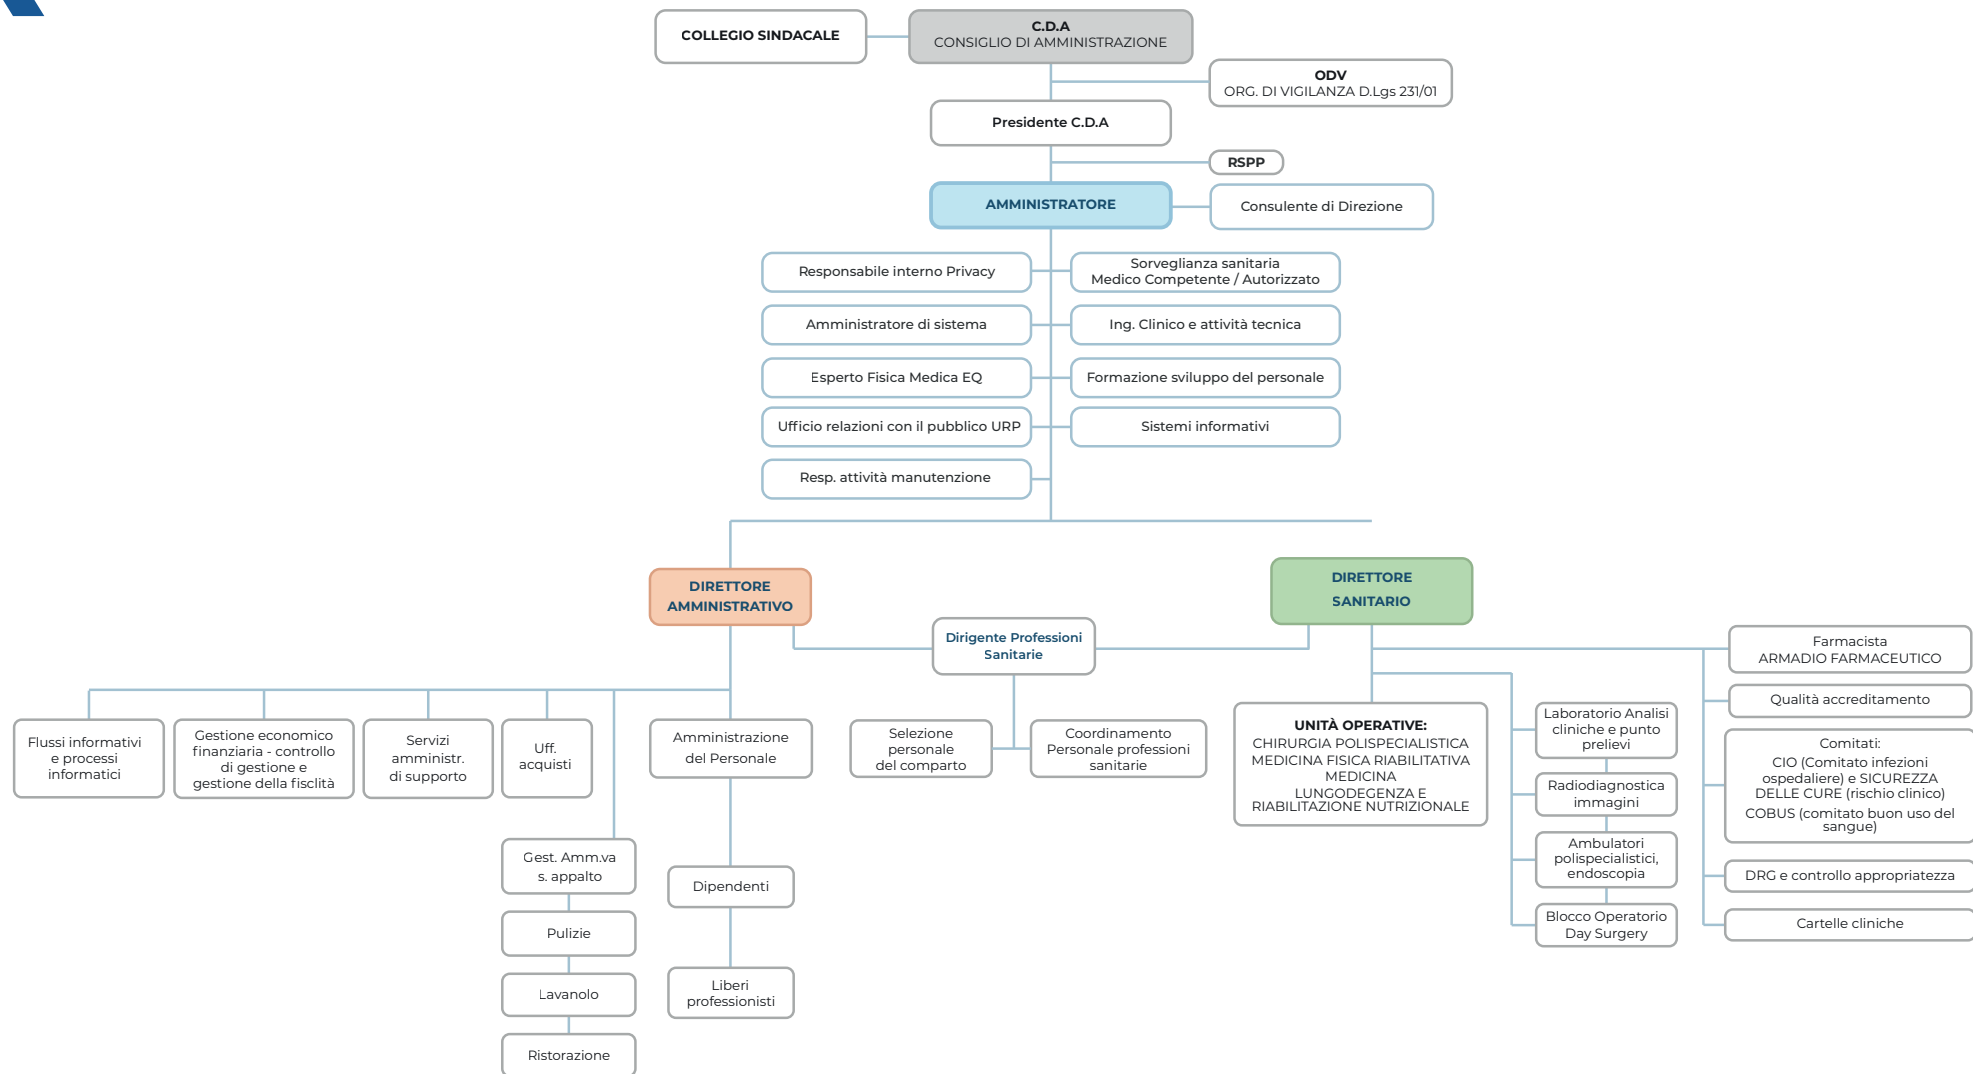 COLLEGIO SINDACALE
C.D.A
CONSIGLIO DI AMMINISTRAZIONE
ODV
ORG. DI VIGILANZA D.Lgs 231/01
Presidente C.D.A
RSPP
AMMINISTRATORE
Consulente di Direzione
Responsabile interno Privacy
Sorveglianza sanitaria
Medico Competente / Autorizzato
Amministratore di sistema
Ing. Clinico e attività tecnica
Esperto Fisica Medica EQ
Formazione sviluppo del personale
Ufficio relazioni con il pubblico URP
Sistemi informativi
Resp. attività manutenzione
DIRETTORE
AMMINISTRATIVO
DIRETTORE
SANITARIO
Dirigente Professioni
Sanitarie
Flussi informativi
e processi
informatici
Gestione economico
finanziaria - controllo
di gestione e
gestione della fisclità
Servizi
amministr.
di supporto
Uff.
acquisti
Amministrazione
del Personale
Selezione
personale
del comparto
Coordinamento
Personale professioni
sanitarie
UNITÀ OPERATIVE:
CHIRURGIA POLISPECIALISTICA
MEDICINA FISICA RIABILITATIVA
MEDICINA
LUNGODEGENZA E
RIABILITAZIONE NUTRIZIONALE
Laboratorio Analisi
cliniche e punto
prelievi
Radiodiagnostica
immagini
Ambulatori
polispecialistici,
endoscopia
Blocco Operatorio
Day Surgery
Farmacista
ARMADIO FARMACEUTICO
Qualità accreditamento
Comitati:
CIO (Comitato infezioni
ospedaliere) e SICUREZZA
DELLE CURE (rischio clinico)
COBUS (comitato buon uso del
sangue)
DRG e controllo appropriatezza
Cartelle cliniche
Gest. Amm.va
s. appalto
Pulizie
Lavanolo
Ristorazione
Dipendenti
Liberi
professionisti